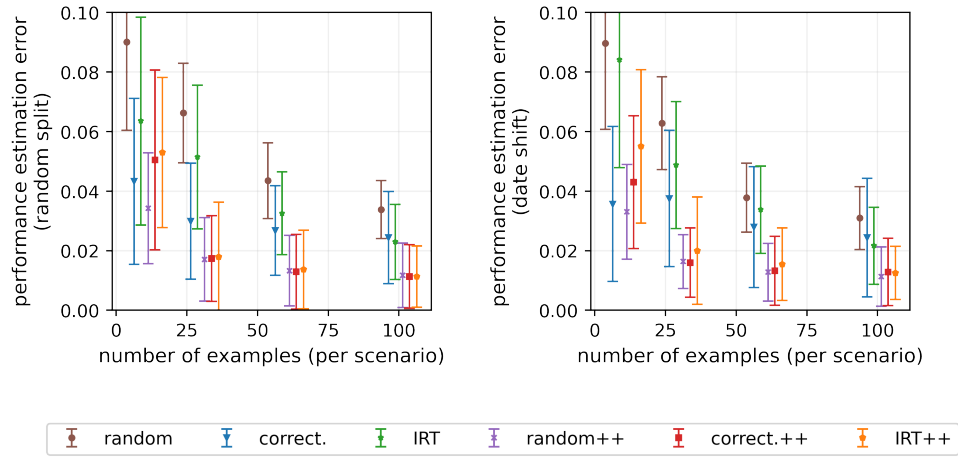 performance estimation error
(random split)
0.10
0.08
0.06
0.04
0.02
0.00
0 25 50 75 100
number of examples (per scenario)
performance estimation error
(date shift)
0.10
0.08
0.06
0.04
0.02
0.00
0 25 50 75 100
number of examples (per scenario)
random correct. IRT random++ correct.++ IRT++